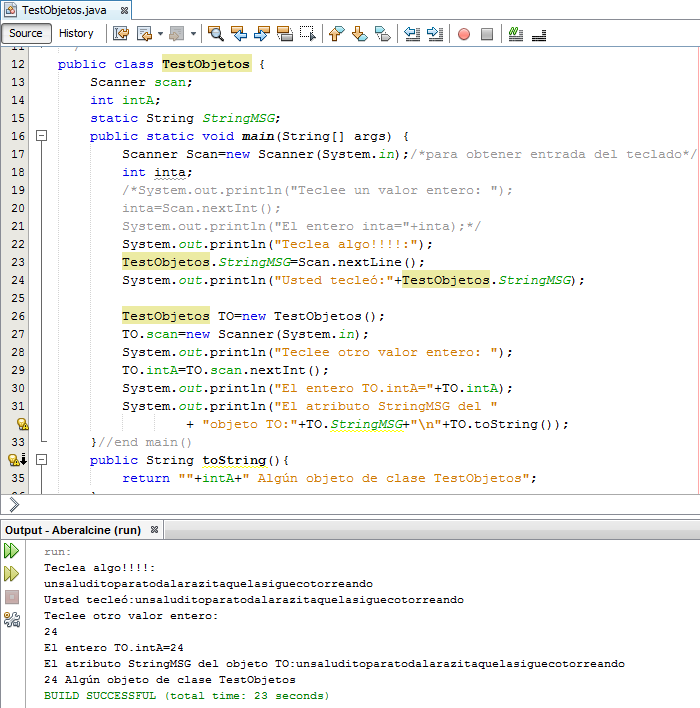 TestObjetos.java
Source History
11 */
12 public class TestObjetos {
13 Scanner scan;
14 int intA;
15 static String StringMSG;
16 public static void main(String[] args) {
17 Scanner Scan=new Scanner(System.in);/*para obtener entrada del teclado*/
18 int inta;
19 /*System.out.println("Teclee un valor entero: ");
20 inta=Scan.nextInt();
21 System.out.println("El entero inta="+inta);*/
22 System.out.println("Teclea algo!!!!:");
23 TestObjetos.StringMSG=Scan.nextLine();
24 System.out.println("Usted tecleó:"+TestObjetos.StringMSG);
25
26 TestObjetos TO=new TestObjetos();
27 TO.scan=new Scanner(System.in);
28 System.out.println("Teclee otro valor entero: ");
29 TO.intA=TO.scan.nextInt();
30 System.out.println("El entero TO.intA="+TO.intA);
31 System.out.println("El atributo StringMSG del "
+ "objeto TO:"+TO.StringMSG+"\n"+TO.toString());
33 }//end main()
public String toString(){
35 return ""+intA+" Algún objeto de clase TestObjetos";
Output - Aberalcine (run)
run:
Teclea algo!!!!:
unsaluditoparatodalarazitaquelasiguecotorreando
Usted tecleó:unsaluditoparatodalarazitaquelasiguecotorreando
Teclee otro valor entero:
24
El entero TO.intA=24
El atributo StringMSG del objeto TO:unsaluditoparatodalarazitaquelasiguecotorreando
24 Algún objeto de clase TestObjetos
BUILD SUCCESSFUL (total time: 23 seconds)